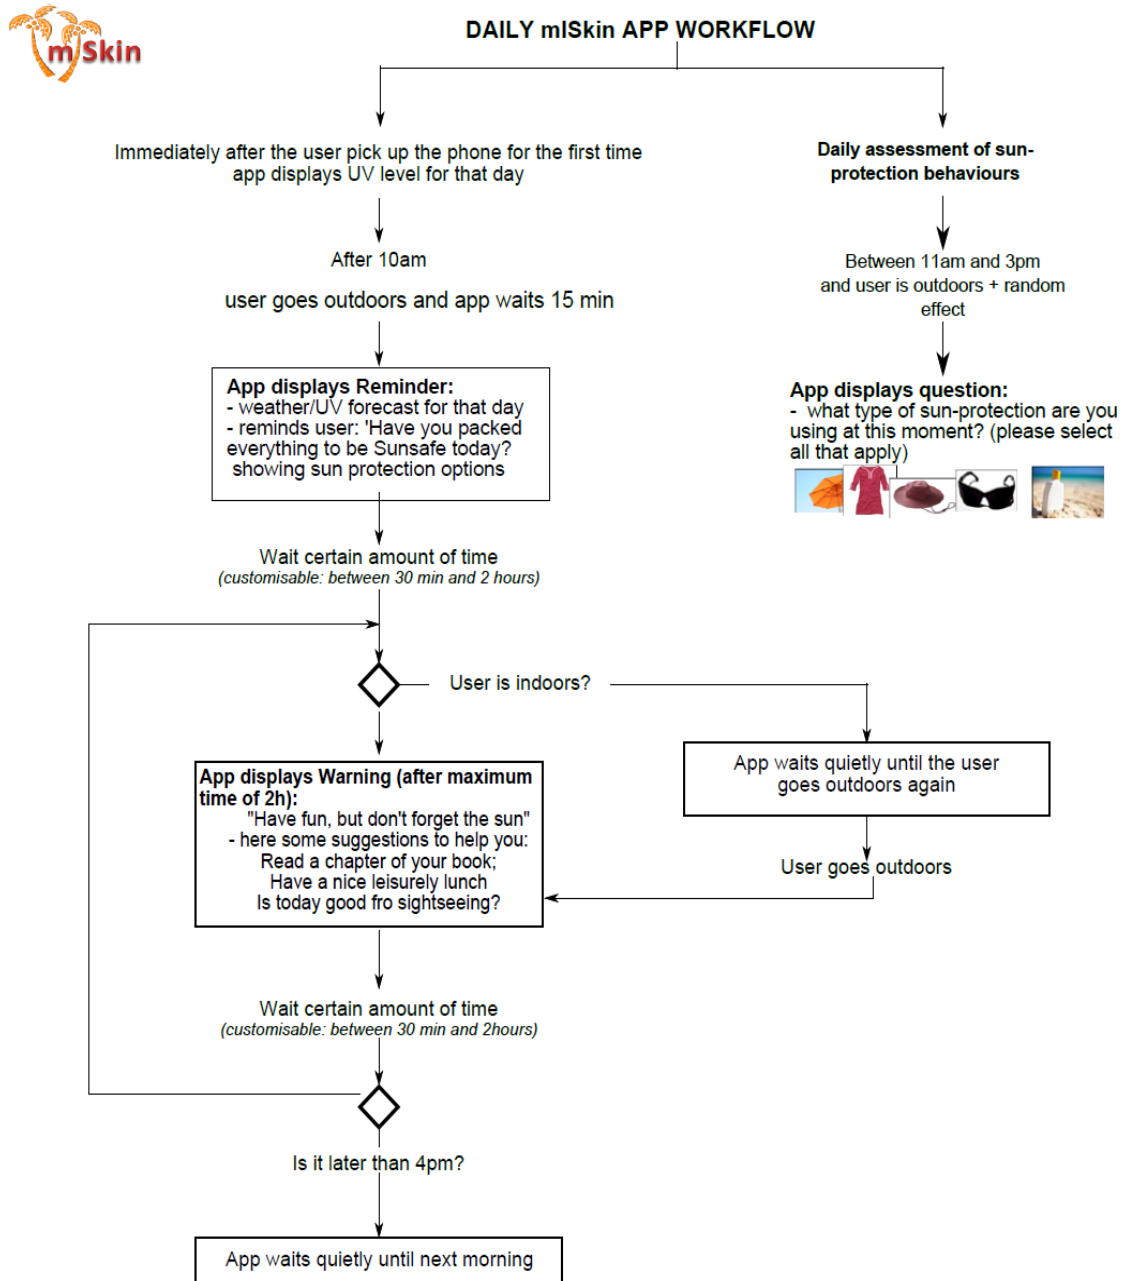 mISkin
DAILY mISkin APP WORKFLOW
Immediately after the user pick up the phone for the first time
app displays UV level for that day
After 10am
user goes outdoors and app waits 15 min
App displays Reminder:
- weather/UV forecast for that day
- reminds user: 'Have you packed
everything to be Sunsafe today?
showing sun protection options
Wait certain amount of time
(customisable: between 30 min and 2 hours)
User is indoors?
App waits quietly until the user
goes outdoors again
User goes outdoors
App displays Warning (after maximum
time of 2h):
"Have fun, but don't forget the sun"
- here some suggestions to help you:
Read a chapter of your book;
Have a nice leisurely lunch
Is today good fro sightseeing?
Wait certain amount of time
(customisable: between 30 min and 2hours)
Is it later than 4pm?
App waits quietly until next morning
Daily assessment of sun-
protection behaviours
Between 11am and 3pm
and user is outdoors + random
effect
App displays question:
- what type of sun-protection are you
using at this moment? (please select
all that apply)